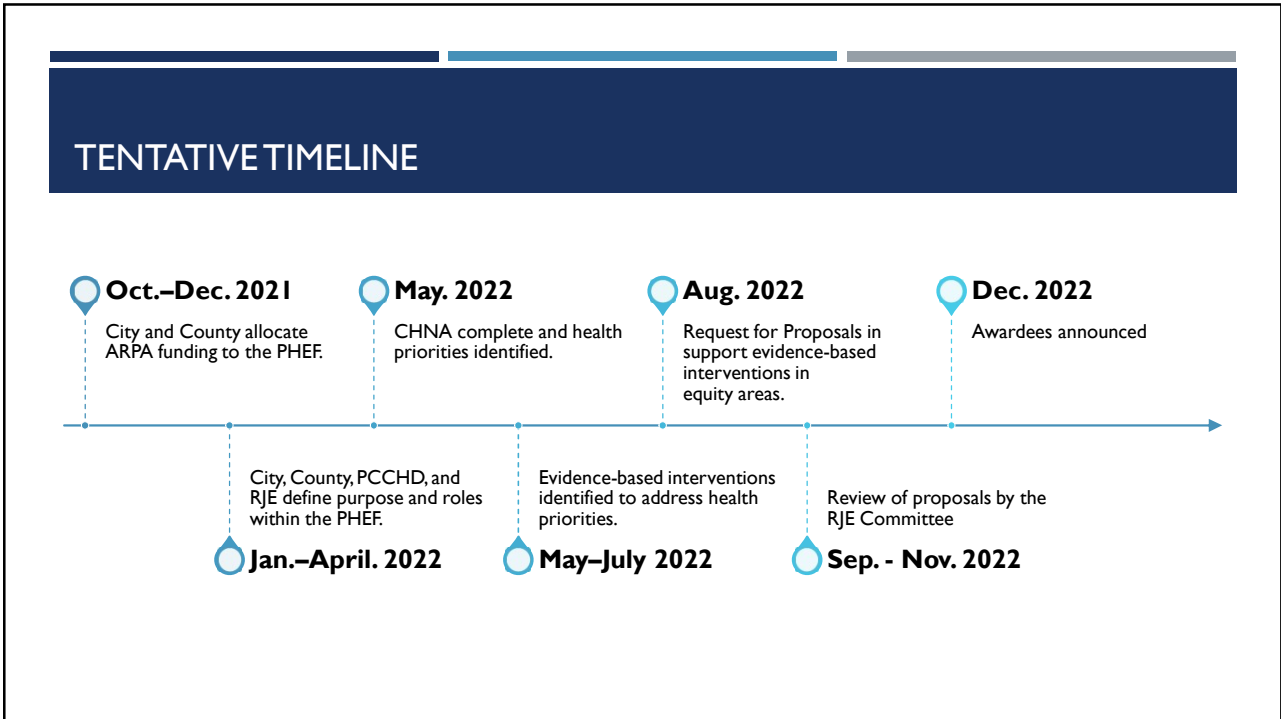 TENTATIVE TIMELINE
Oct.–Dec. 2021
City and County allocate
ARPA funding to the PHEF.
Jan.–April. 2022
City, County, PCCHD, and
RJE define purpose and roles
within the PHEF.
May. 2022
CHNA complete and health
priorities identified.
May–July 2022
Evidence-based interventions
identified to address health
priorities.
Aug. 2022
Request for Proposals in
support evidence-based
interventions in
equity areas.
Sep. - Nov. 2022
Review of proposals by the
RJE Committee
Dec. 2022
Awardees announced